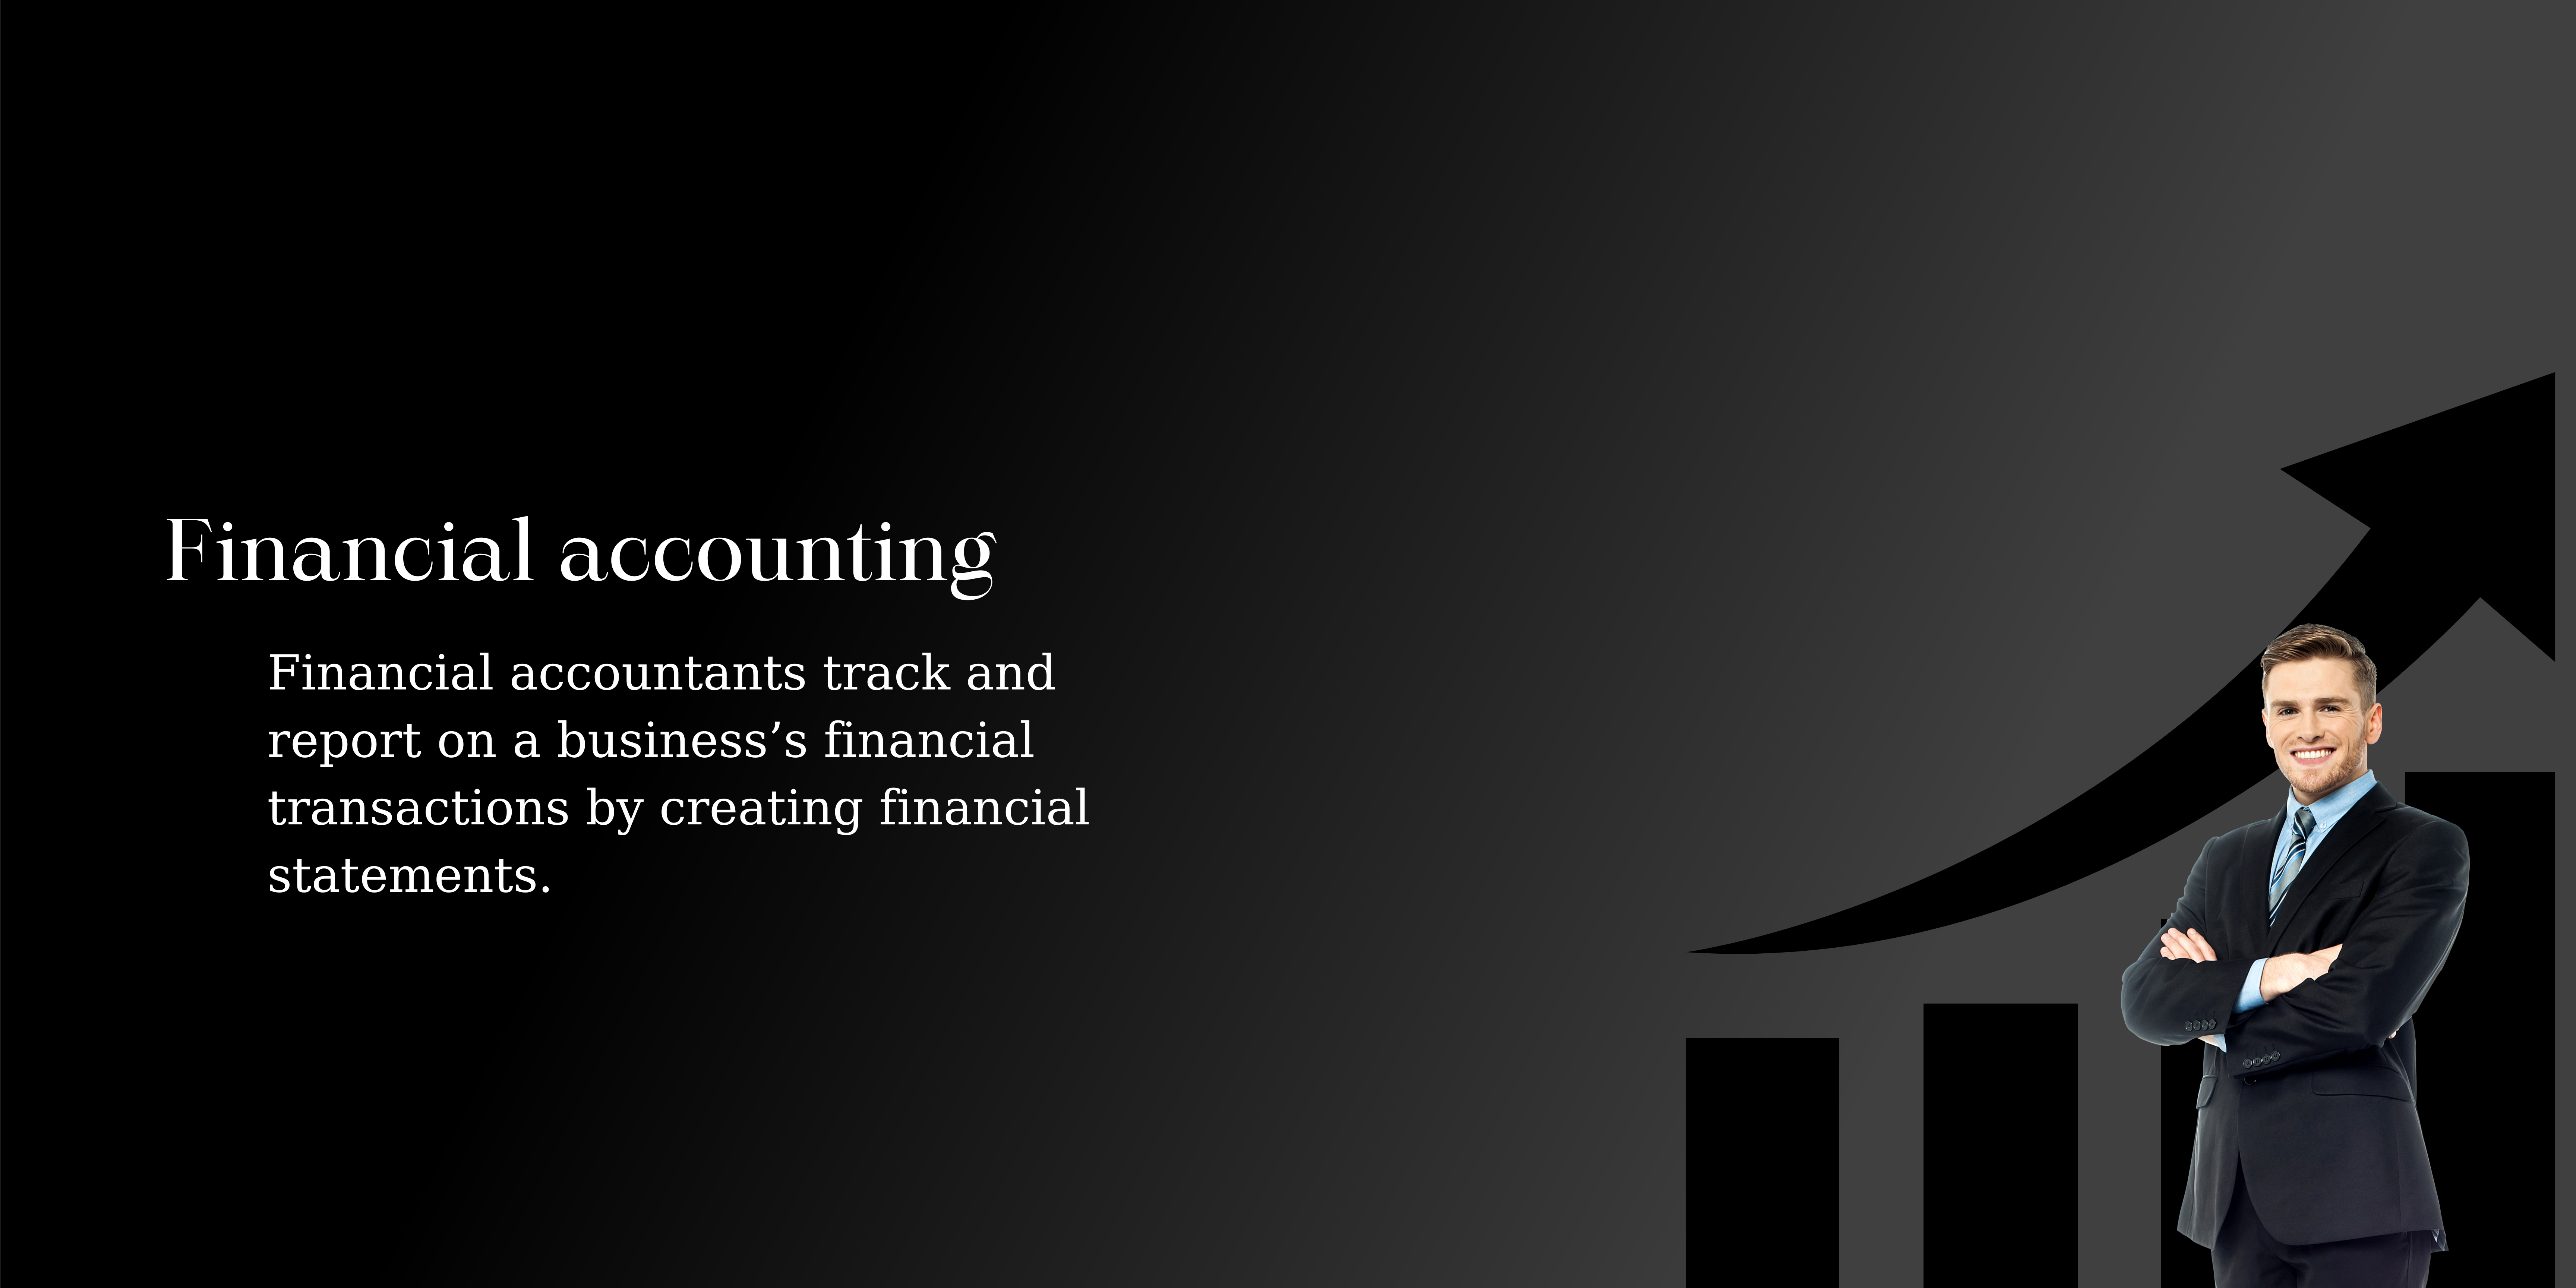 Financial accounting
Financial accountants track and
report on a business’s financial
transactions by creating financial
statements.